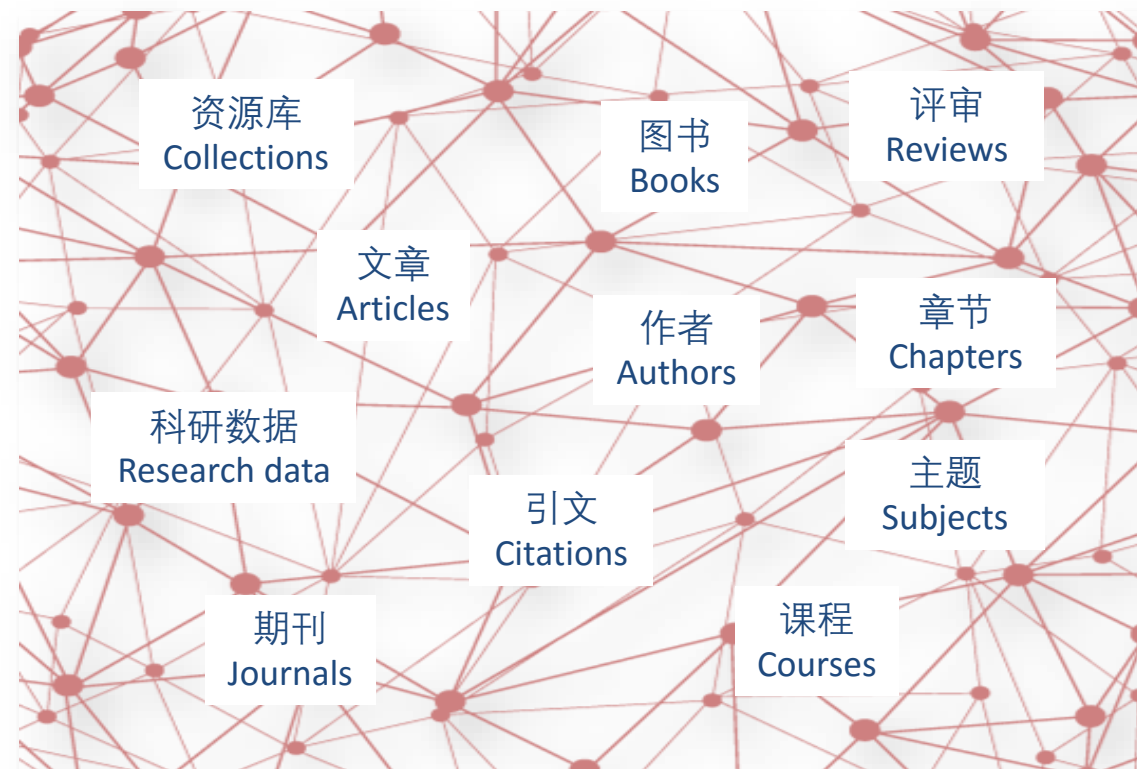 资源库
Collections
图书
Books
评审
Reviews
文章
Articles
作者
Authors
章节
Chapters
科研数据
Research data
引文
Citations
主题
Subjects
期刊
Journals
课程
Courses